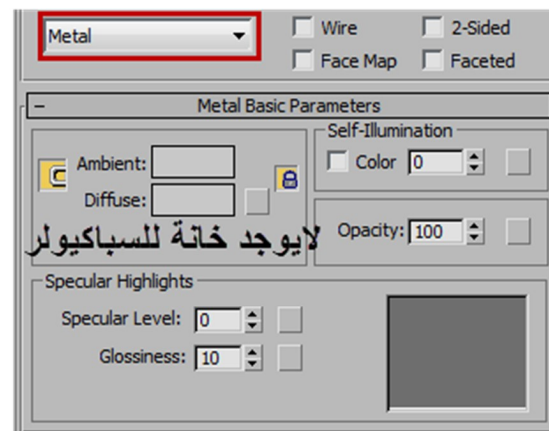 Metal Wire 2-Sided
Face Map Faceted
Metal Basic Parameters
Self-Illumination
Ambient: Color 0
Diffuse:
لايوجد خانة للسباكيولر
Opacity: 100
Specular Highlights
Specular Level: 0
Glossiness: 10